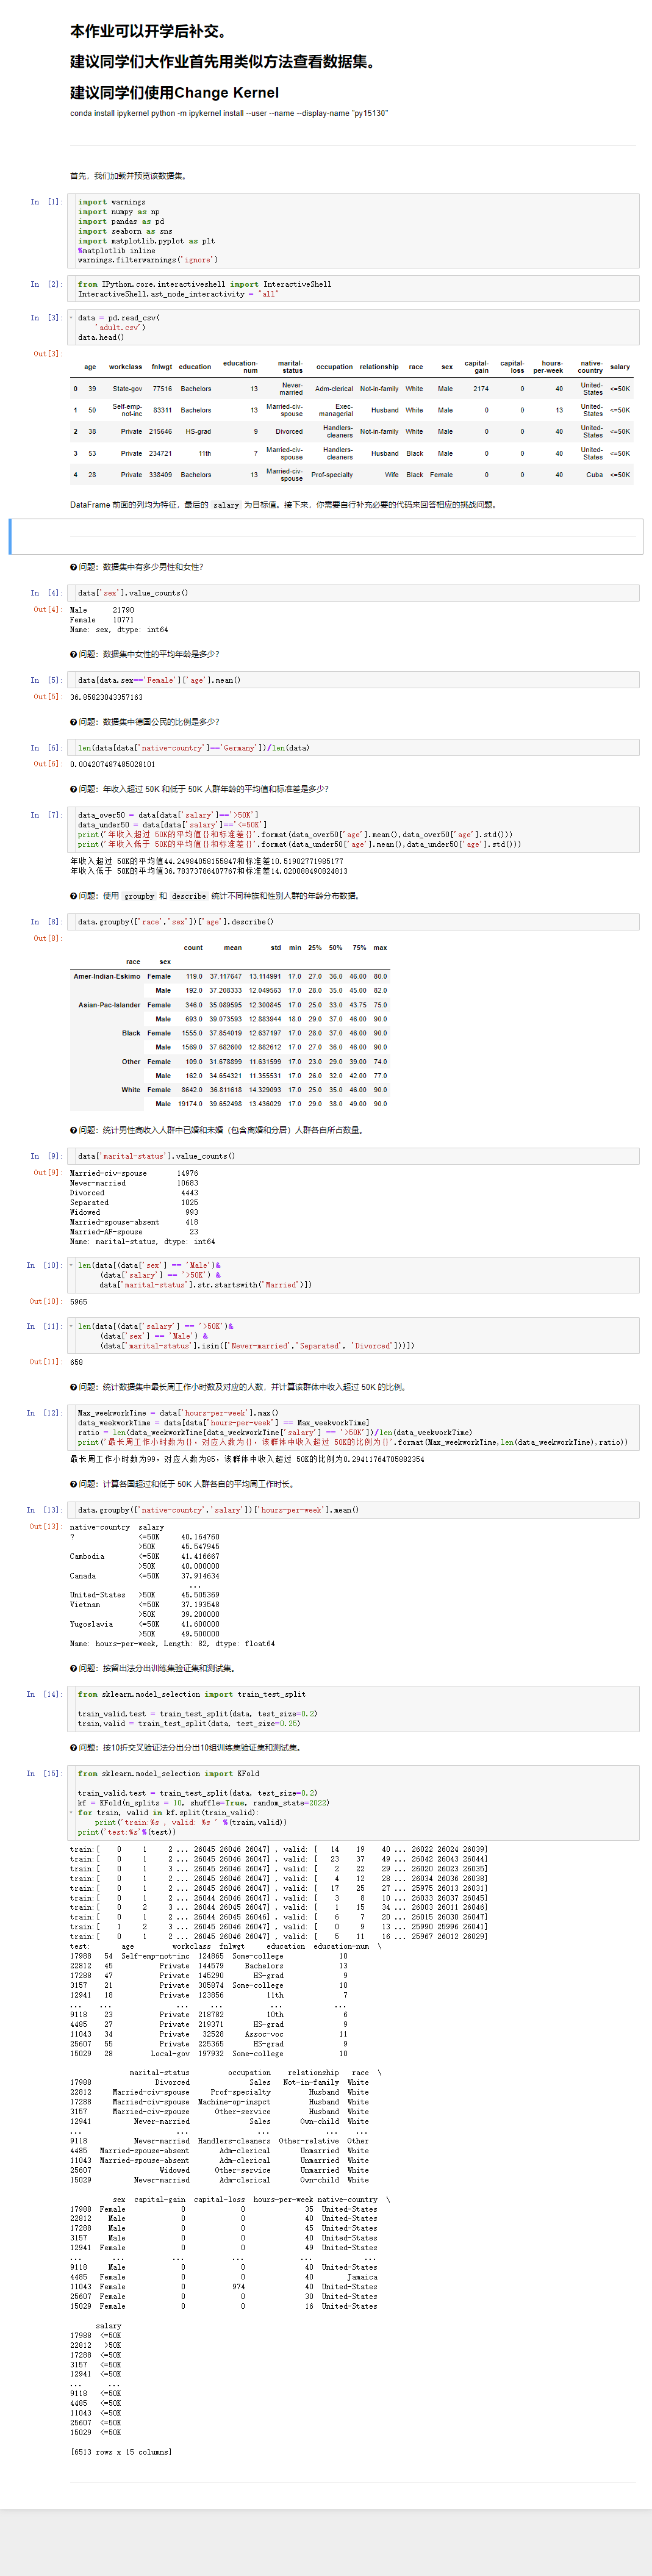 本作业可以开学后补交。
建议同学们大作业首先用类似方法查看数据集。
建议同学们使用Change Kernel
conda install ipykernel python -m ipykernel install --user --name --display-name "py15130"
首先，我们加载并预览该数据集。
In [1]:
import warnings
import numpy as np
import pandas as pd
import seaborn as sns
import matplotlib.pyplot as plt
%matplotlib inline
warnings.filterwarnings('ignore')
In [2]:
from IPython.core.interactiveshell import InteractiveShell
InteractiveShell.ast_node_interactivity = "all"
In [3]:
data = pd.read_csv(
    'adult.csv')
data.head()
Out[3]:
age workclass fnlwgt education education-num marital-status occupation relationship race sex capital-gain capital-loss hours-per-week native-country salary
0 39 State-gov 77516 Bachelors 13 Never-married Adm-clerical Not-in-family White Male 2174 0 40 United-States <=50K
1 50 Self-emp-not-inc 83311 Bachelors 13 Married-civ-spouse Exec-managerial Husband White Male 0 0 13 United-States <=50K
2 38 Private 215646 HS-grad 9 Divorced Handlers-cleaners Not-in-family White Male 0 0 40 United-States <=50K
3 53 Private 234721 11th 7 Married-civ-spouse Handlers-cleaners Husband Black Male 0 0 40 United-States <=50K
4 28 Private 338409 Bachelors 13 Married-civ-spouse Prof-specialty Wife Black Female 0 0 40 Cuba <=50K
DataFrame 前面的列均为特征，最后的 salary 为目标值。接下来，你需要自行补充必要的代码来回答相应的挑战问题。
问题：数据集中有多少男性和女性？
In [4]:
data['sex'].value_counts()
Out[4]:
Male 21790
Female 10771
Name: sex, dtype: int64
问题：数据集中女性的平均年龄是多少？
In [5]:
data[data.sex=='Female']['age'].mean()
Out[5]:
36.85823043357163
问题：数据集中德国公民的比例是多少？
In [6]:
len(data[data['native-country']=='Germany'])/len(data)
Out[6]:
0.004207487485028101
问题：年收入超过 50K 和低于 50K 人群年龄的平均值和标准差是多少？
In [7]:
data_over50 = data[data['salary']=='>50K']
data_under50 = data[data['salary']=='<=50K']
print('年收入超过 50K的平均值{}和标准差{}'.format(data_over50['age'].mean(),data_over50['age'].std()))
print('年收入低于 50K的平均值{}和标准差{}'.format(data_under50['age'].mean(),data_under50['age'].std()))
年收入超过 50K的平均值44.24984058155847和标准差10.51902771985177
年收入低于 50K的平均值36.78373786407767和标准差14.020088490824813
问题：使用 groupby 和 describe 统计不同种族和性别人群的年龄分布数据。
In [8]:
data.groupby(['race','sex'])['age'].describe()
Out[8]:
count mean std min 25% 50% 75% max
race sex
Amer-Indian-Eskimo Female 119.0 37.117647 13.114991 17.0 27.0 36.0 46.00 80.0
Male 192.0 37.208333 12.049563 17.0 28.0 35.0 45.00 82.0
Asian-Pac-Islander Female 346.0 35.089595 12.300845 17.0 25.0 33.0 43.75 75.0
Male 693.0 39.073593 12.883944 18.0 29.0 37.0 46.00 90.0
Black Female 1555.0 37.854019 12.637197 17.0 28.0 37.0 46.00 90.0
Male 1569.0 37.682600 12.882612 17.0 27.0 36.0 46.00 90.0
Other Female 109.0 31.678899 11.631599 17.0 23.0 29.0 39.00 74.0
Male 162.0 34.654321 11.355531 17.0 26.0 32.0 42.00 77.0
White Female 8642.0 36.811618 14.329093 17.0 25.0 35.0 46.00 90.0
Male 19174.0 39.652498 13.436029 17.0 29.0 38.0 49.00 90.0
问题：统计男性高收入人群中已婚和未婚（包含离婚和分居）人群各自所占数量。
In [9]:
data['marital-status'].value_counts()
Out[9]:
Married-civ-spouse 14976
Never-married 10683
Divorced 4443
Separated 1025
Widowed 993
Married-spouse-absent 418
Married-AF-spouse 23
Name: marital-status, dtype: int64
In [10]:
len(data[(data['sex'] == 'Male')&
     (data['salary'] == '>50K') &
     data['marital-status'].str.startswith('Married')])
Out[10]:
5965
In [11]:
len(data[(data['salary'] == '>50K')&
     (data['sex'] == 'Male') &
     (data['marital-status'].isin(['Never-married','Separated', 'Divorced']))])
Out[11]:
658
问题：统计数据集中最长周工作小时数及对应的人数，并计算该群体中收入超过 50K 的比例。
In [12]:
Max_weekworkTime = data['hours-per-week'].max()
data_weekworkTime = data[data['hours-per-week'] == Max_weekworkTime]
ratio = len(data_weekworkTime[data_weekworkTime['salary'] == '>50K'])/len(data_weekworkTime)
print('最长周工作小时数为{}，对应人数为{}，该群体中收入超过 50K的比例为{}'.format(Max_weekworkTime,len(data_weekworkTime),ratio))
最长周工作小时数为99，对应人数为85，该群体中收入超过 50K的比例为0.29411764705882354
问题：计算各国超过和低于 50K 人群各自的平均周工作时长。
In [13]:
data.groupby(['native-country','salary'])['hours-per-week'].mean()
Out[13]:
native-country salary
? <=50K 40.164760
>50K 45.547945
Cambodia <=50K 41.416667
>50K 40.000000
Canada <=50K 37.914634
...
United-States >50K 45.505369
Vietnam <=50K 37.193548
>50K 39.200000
Yugoslavia <=50K 41.600000
>50K 49.500000
Name: hours-per-week, Length: 82, dtype: float64
问题：按留出法分出训练集验证集和测试集。
In [14]:
from sklearn.model_selection import train_test_split
train_valid,test = train_test_split(data, test_size=0.2)
train,valid = train_test_split(data, test_size=0.25)
问题：按10折交叉验证法分出分出10组训练集验证集和测试集。
In [15]:
from sklearn.model_selection import KFold
train_valid,test = train_test_split(data, test_size=0.2)
kf = KFold(n_splits = 10, shuffle=True, random_state=2022)
for train, valid in kf.split(train_valid):
    print('train:%s , valid: %s ' %(train,valid))
print('test:%s'%(test))
train:[ 0 1 2 ... 26045 26046 26047] , valid: [ 14 19 40 ... 26022 26024 26039]
train:[ 0 1 2 ... 26045 26046 26047] , valid: [ 23 37 49 ... 26042 26043 26044]
train:[ 0 1 3 ... 26045 26046 26047] , valid: [ 2 22 29 ... 26020 26023 26035]
train:[ 0 1 2 ... 26045 26046 26047] , valid: [ 4 12 28 ... 26034 26036 26038]
train:[ 0 1 2 ... 26045 26046 26047] , valid: [ 17 25 27 ... 25975 26013 26031]
train:[ 0 1 2 ... 26044 26046 26047] , valid: [ 3 8 10 ... 26033 26037 26045]
train:[ 0 2 3 ... 26044 26045 26047] , valid: [ 1 15 34 ... 26003 26011 26046]
train:[ 0 1 2 ... 26044 26045 26046] , valid: [ 6 7 20 ... 26015 26030 26047]
train:[ 1 2 3 ... 26045 26046 26047] , valid: [ 0 9 13 ... 25990 25996 26041]
train:[ 0 1 2 ... 26045 26046 26047] , valid: [ 5 11 16 ... 25967 26012 26029]
test: age workclass fnlwgt education education-num \
17988 54 Self-emp-not-inc 124865 Some-college 10
22812 45 Private 144579 Bachelors 13
17288 47 Private 145290 HS-grad 9
3157 21 Private 305874 Some-college 10
12941 18 Private 123856 11th 7
... ... ... ... ... ...
9118 23 Private 218782 10th 6
4485 27 Private 219371 HS-grad 9
11043 34 Private 32528 Assoc-voc 11
25607 55 Private 225365 HS-grad 9
15029 28 Local-gov 197932 Some-college 10
marital-status occupation relationship race \
17988 Divorced Sales Not-in-family White
22812 Married-civ-spouse Prof-specialty Husband White
17288 Married-civ-spouse Machine-op-inspct Husband White
3157 Married-civ-spouse Other-service Husband White
12941 Never-married Sales Own-child White
... ... ... ... ...
9118 Never-married Handlers-cleaners Other-relative Other
4485 Married-spouse-absent Adm-clerical Unmarried White
11043 Married-spouse-absent Adm-clerical Unmarried White
25607 Widowed Other-service Unmarried White
15029 Never-married Adm-clerical Own-child White
sex capital-gain capital-loss hours-per-week native-country \
17988 Female 0 0 35 United-States
22812 Male 0 0 40 United-States
17288 Male 0 0 45 United-States
3157 Male 0 0 40 United-States
12941 Female 0 0 49 United-States
... ... ... ... ... ...
9118 Male 0 0 40 United-States
4485 Female 0 0 40 Jamaica
11043 Female 0 974 40 United-States
25607 Female 0 0 30 United-States
15029 Female 0 0 16 United-States
salary
17988 <=50K
22812 >50K
17288 <=50K
3157 <=50K
12941 <=50K
... ...
9118 <=50K
4485 <=50K
11043 <=50K
25607 <=50K
15029 <=50K
[6513 rows x 15 columns]